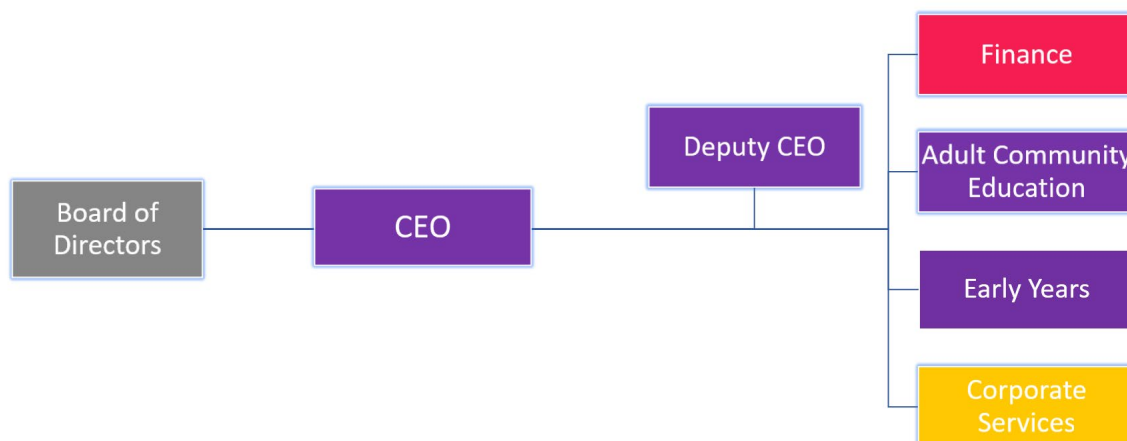 Board of
Directors
CEO
Deputy CEO
Finance
Adult Community
Education
Early Years
Corporate
Services